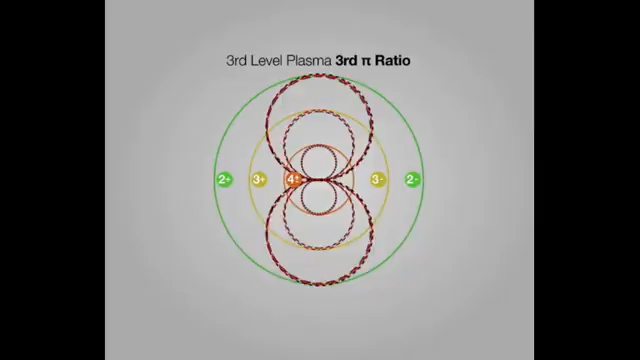 3rd Level Plasma 3rd π Ratio
2+ 3+ 4+ 3- 2-